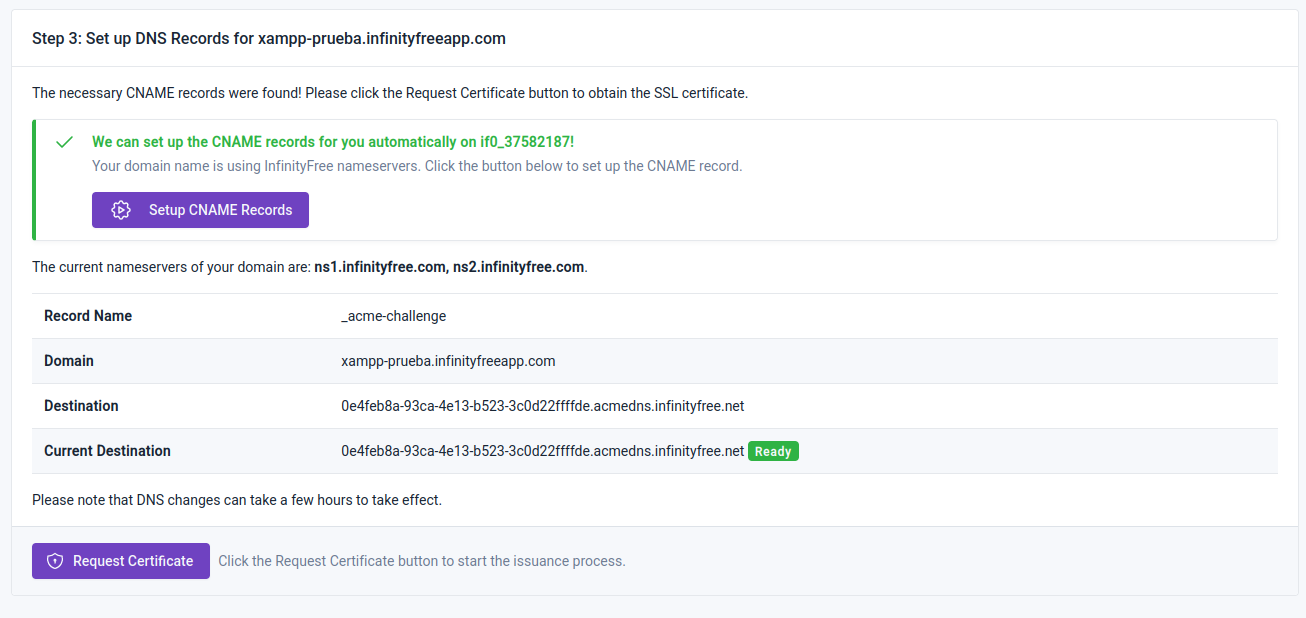 Step 3: Set up DNS Records for xampp-prueba.infinityfreeapp.com
The necessary CNAME records were found! Please click the Request Certificate button to obtain the SSL certificate.
We can set up the CNAME records for you automatically on if0_37582187!
Your domain name is using InfinityFree nameservers. Click the button below to set up the CNAME record.
Setup CNAME Records
The current nameservers of your domain are: ns1.infinityfree.com, ns2.infinityfree.com.
Record Name _acme-challenge
Domain xampp-prueba.infinityfreeapp.com
Destination 0e4feb8a-93ca-4e13-b523-3c0d22ffffde.acmedns.infinityfree.net
Current Destination 0e4feb8a-93ca-4e13-b523-3c0d22ffffde.acmedns.infinityfree.net Ready
Please note that DNS changes can take a few hours to take effect.
Request Certificate Click the Request Certificate button to start the issuance process.